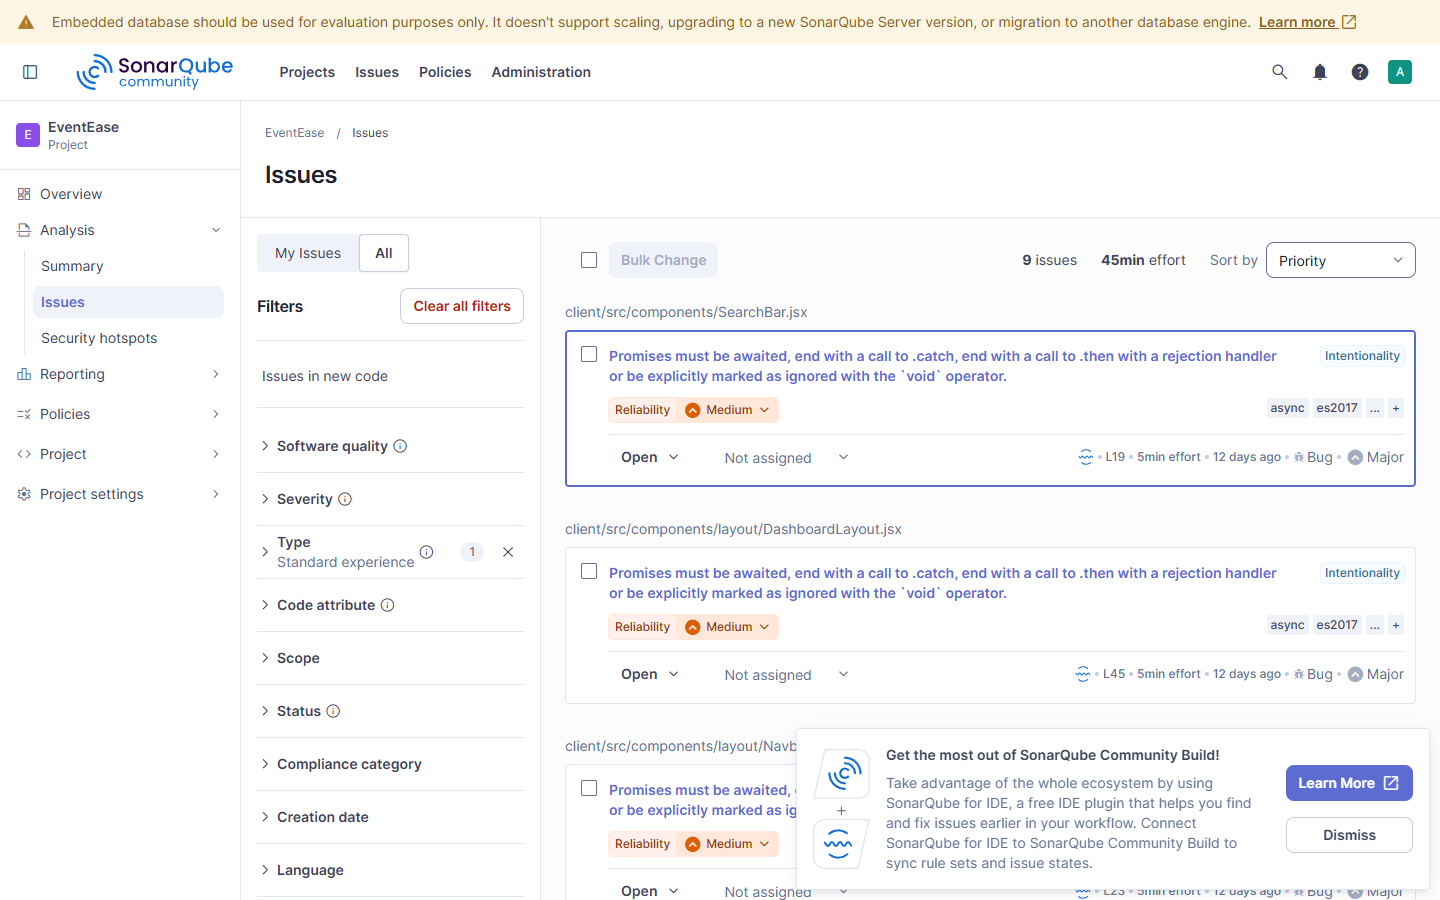 Embedded database should be used for evaluation purposes only. It doesn't support scaling, upgrading to a new SonarQube Server version, or migration to another database engine. Learn more
SonarQube community
Projects Issues Policies Administration
? A
E EventEase
Project
Overview
Analysis
Summary
Issues
Security hotspots
Reporting
Policies
Project
Project settings
EventEase / Issues
Issues
My Issues All
Filters Clear all filters
Issues in new code
Software quality
Severity
Type
Standard experience 1
Code attribute
Scope
Status
Compliance category
Creation date
Language
Bulk Change 9 issues 45min effort Sort by Priority
client/src/components/SearchBar.jsx
Promises must be awaited, end with a call to .catch, end with a call to .then with a rejection handler Intentionality
or be explicitly marked as ignored with the `void` operator.
Reliability Medium async es2017 ... +
Open Not assigned L19 • 5min effort • 12 days ago • Bug • Major
client/src/components/layout/DashboardLayout.jsx
Promises must be awaited, end with a call to .catch, end with a call to .then with a rejection handler Intentionality
or be explicitly marked as ignored with the `void` operator.
Reliability Medium async es2017 ... +
Open Not assigned L45 • 5min effort • 12 days ago • Bug • Major
client/src/components/layout/Navb
Promises must be awaited,
or be explicitly marked as ig
Reliability Medium
Open Not assigned L23 • 5min effort • 12 days ago • Bug • Major
Get the most out of SonarQube Community Build!
Take advantage of the whole ecosystem by using
SonarQube for IDE, a free IDE plugin that helps you find
and fix issues earlier in your workflow. Connect
SonarQube for IDE to SonarQube Community Build to
sync rule sets and issue states.
+
Learn More
Dismiss